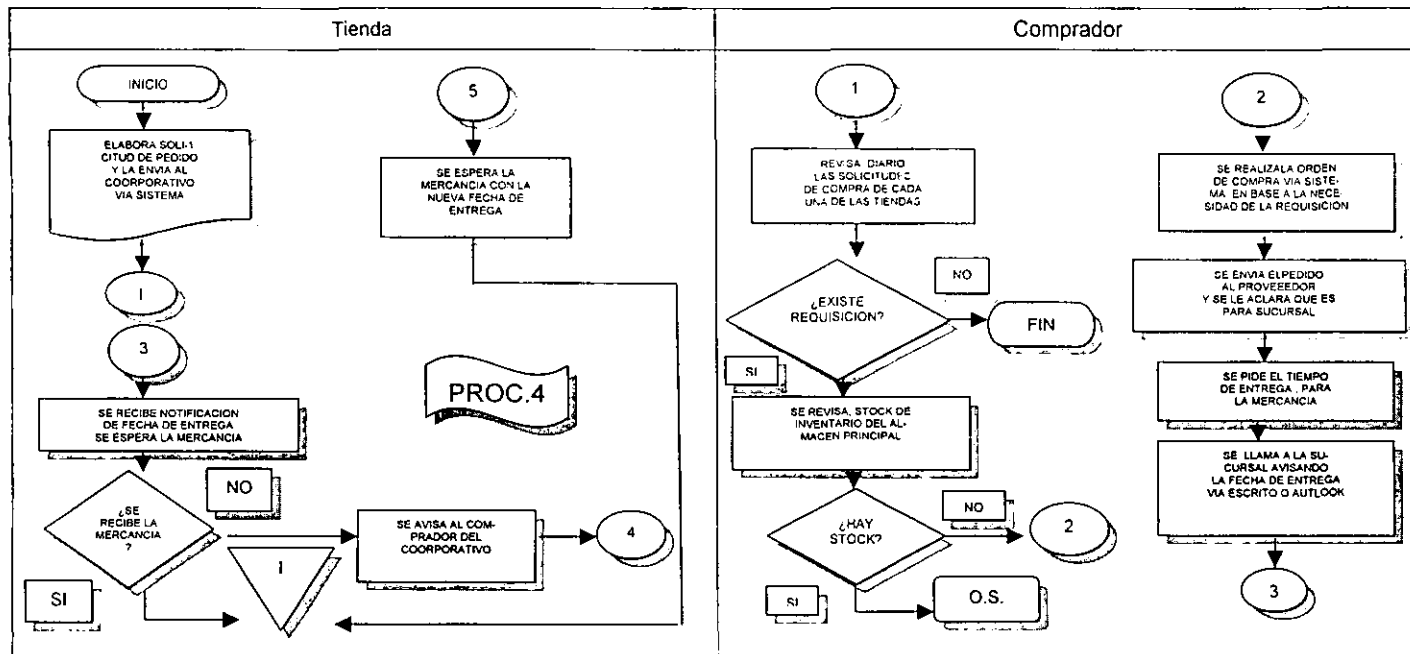 Tienda
Comprador
INICIO
ELABORA SOLI-1
CITUD DE PEDIDO
Y LA ENVIA AL
COORPORATIVO
VIA SISTEMA
I
3
SE RECIBE NOTIFICACION
DE FECHA DE ENTREGA
SE ESPERA LA MERCANCIA
¿SE
RECIBE LA
MERCANCIA
?
NO
SI
I
5
SE ESPERA LA
MERCANCIA CON LA
NUEVA FECHA DE
ENTREGA
PROC.4
SE AVISA AL COM-
PRADOR DEL
COORPORATIVO
4
1
REVISA DIARIO
LAS SOLICITUDES
DE COMPRA DE CADA
UNA DE LAS TIENDAS
¿EXISTE
REQUISICION?
NO
FIN
SI
SE REVISA, STOCK DE
INVENTARIO DEL AL-
MACEN PRINCIPAL
¿HAY
STOCK?
NO
2
SI
O.S.
2
SE REALIZALA ORDEN
DE COMPRA VIA SISTE-
MA EN BASE A LA NECE-
SIDAD DE LA REQUISICION
SE ENVIA ELPEDIDO
AL PROVEEEDOR
Y SE LE ACLARA QUE ES
PARA SUCURSAL
SE PIDE EL TIEMPO
DE ENTREGA , PARA
LA MERCANCIA
SE LLAMA A LA SU-
CURSAL AVISANDO
LA FECHA DE ENTREGA
VIA ESCRITO O AUTLOOK
3